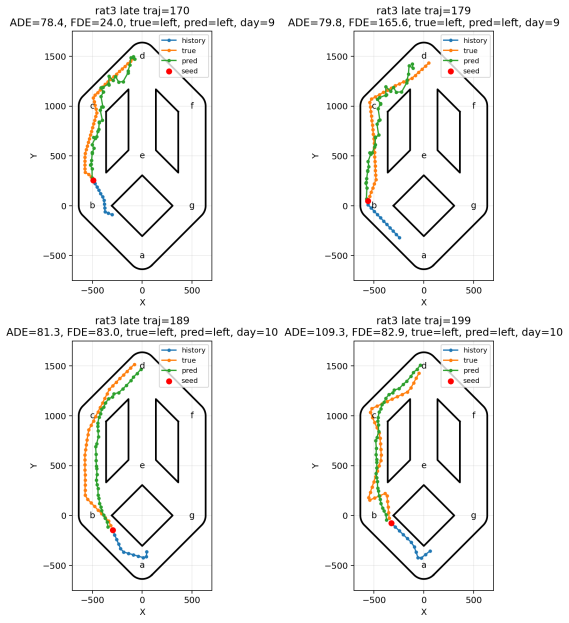 rat3 late traj=170
ADE=78.4, FDE=24.0, true=left, pred=left, day=9
history
true
pred
seed
a
b
c
d
e
f
g
1500
1000
500
0
−500
Y
−500
0
500
X
rat3 late traj=179
ADE=79.8, FDE=165.6, true=left, pred=left, day=9
history
true
pred
seed
a
b
c
d
e
f
g
1500
1000
500
0
−500
Y
−500
0
500
X
rat3 late traj=189
ADE=81.3, FDE=83.0, true=left, pred=left, day=10
history
true
pred
seed
a
b
c
d
e
f
g
1500
1000
500
0
−500
Y
−500
0
500
X
rat3 late traj=199
ADE=109.3, FDE=82.9, true=left, pred=left, day=10
history
true
pred
seed
a
b
c
d
e
f
g
1500
1000
500
0
−500
Y
−500
0
500
X